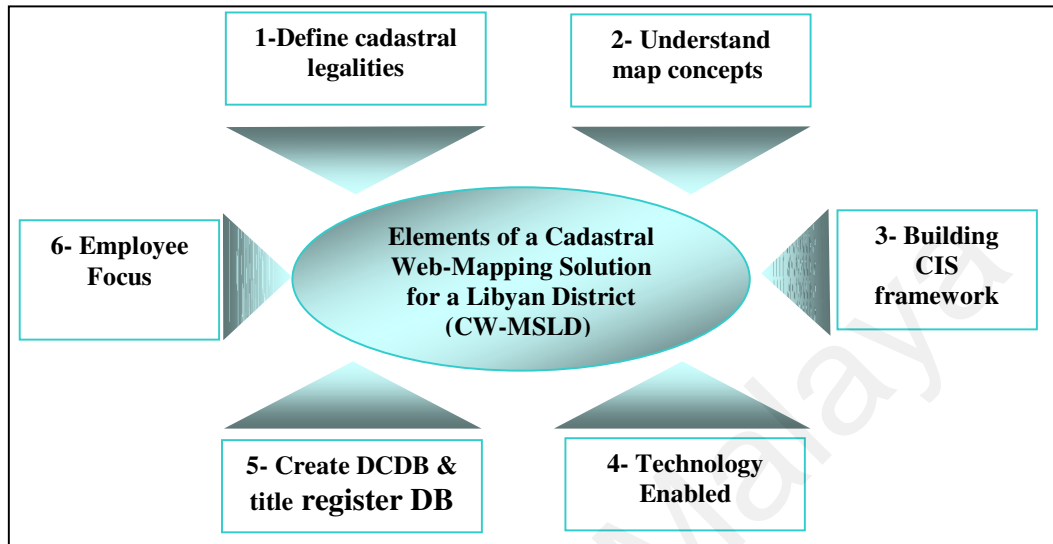 1-Define cadastral
legalities
2- Understand
map concepts
6- Employee
Focus
Elements of a Cadastral
Web-Mapping Solution
for a Libyan District
(CW-MSLD)
3- Building
CIS
framework
5- Create DCDB &
title register DB
4- Technology
Enabled
Malaya